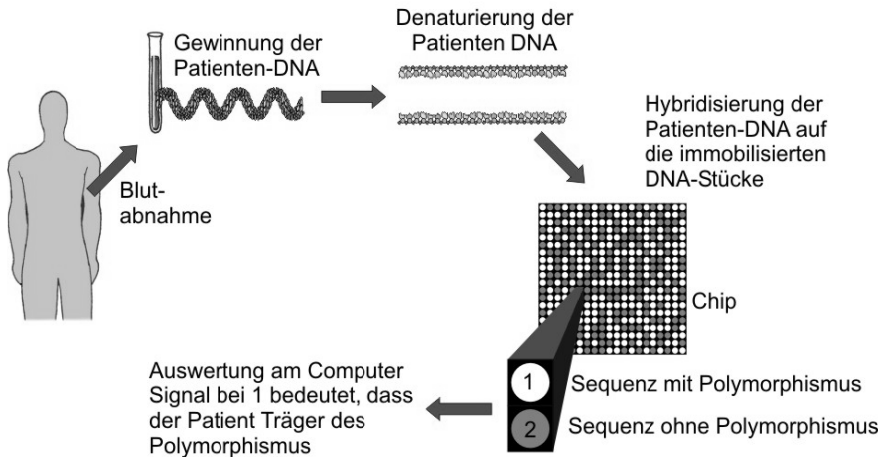 Gewinnung der
Patienten-DNA
Denaturierung der
Patienten DNA
Blut-
abnahme
Hybridisierung der
Patienten-DNA auf
die immobilisierten
DNA-Stücke
Chip
1
Sequenz mit Polymorphismus
2
Sequenz ohne Polymorphismus
Auswertung am Computer
Signal bei 1 bedeutet, dass
der Patient Träger des
Polymorphismus